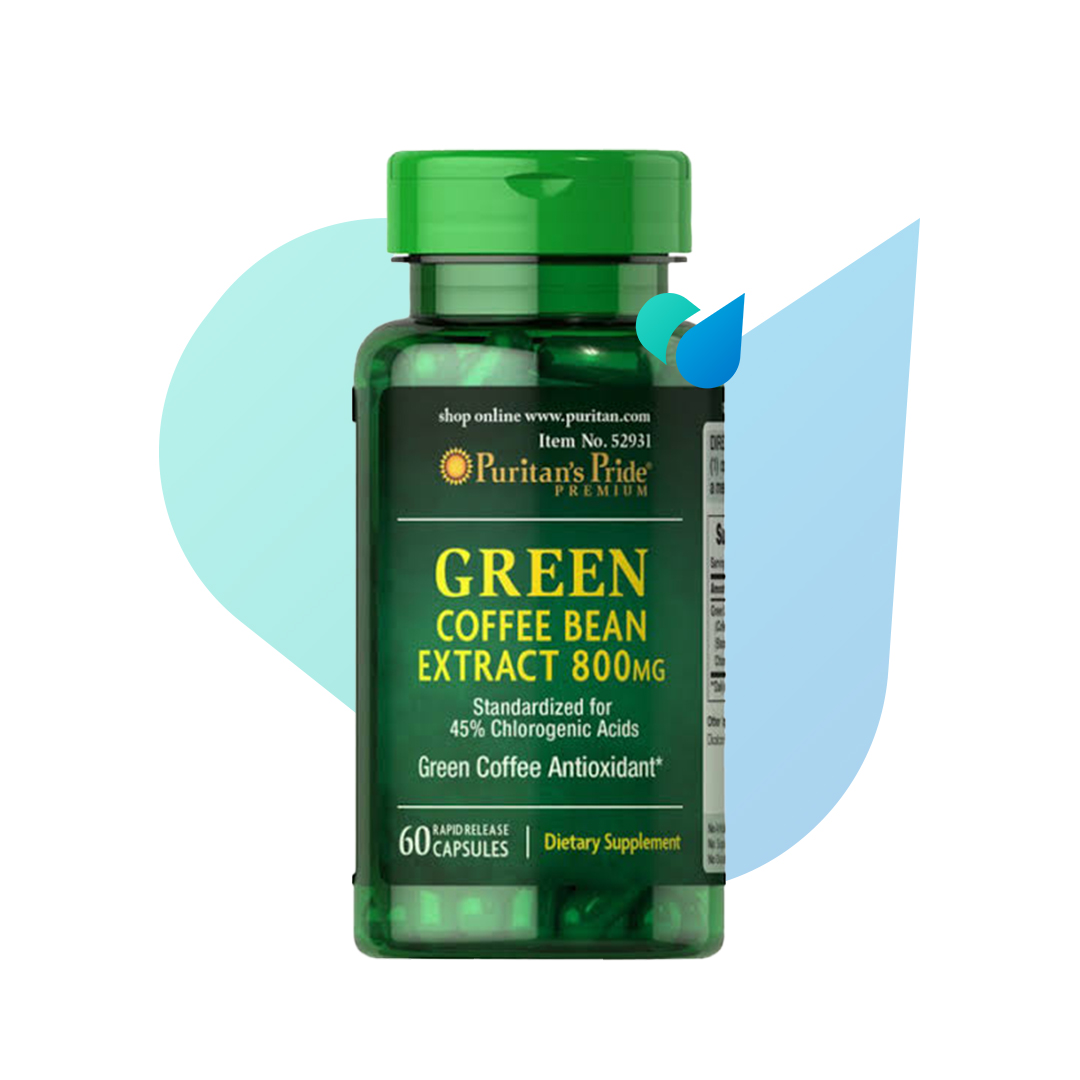 shop online www.puritan.com
Item No. 52931
Puritan's Pride®
PREMIUM
GREEN
COFFEE BEAN
EXTRACT 800MG
Standardized for
45% Chlorogenic Acids
Green Coffee Antioxidant*
60 RAPID RELEASE
CAPSULES
Dietary Supplement